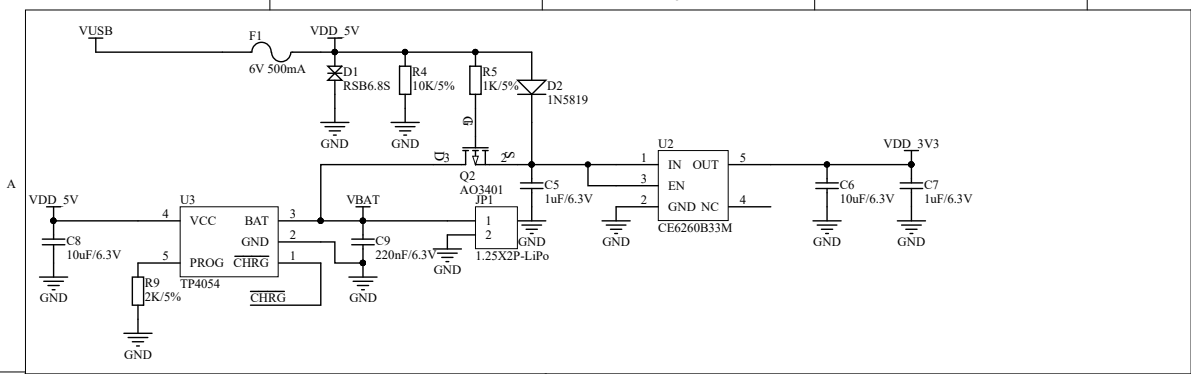 VUSB
F1
6V 500mA
VDD_5V
D1
RSB6.8S
GND
R4
10K/5%
GND
R5
1K/5%
D2
1N5819
G
D
S
3
2
Q2
AO3401
A
VDD_5V
C8
10uF/6.3V
GND
U3
4
VCC
BAT
3
GND
2
5
PROG
CHRG
1
TP4054
R9
2K/5%
GND
CHRG
VBAT
C9
220nF/6.3V
GND
JP1
1
2
1.25X2P-LiPo
GND
C5
1uF/6.3V
GND
U2
1
IN
OUT
5
3
EN
2
GND
NC
4
CE6260B33M
GND
C6
10uF/6.3V
GND
VDD_3V3
C7
1uF/6.3V
GND